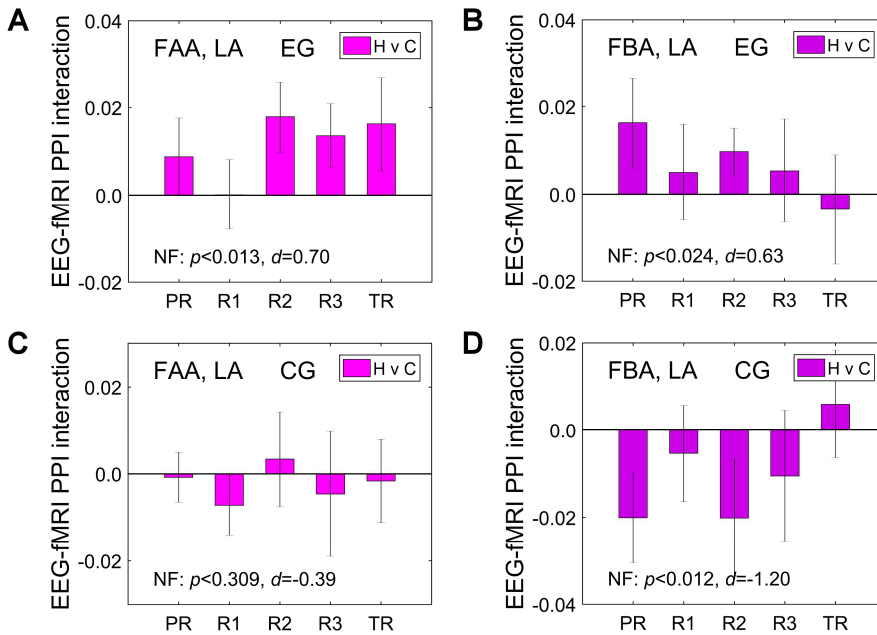 A
FAA, LA EG
H v C
EEG-fMRI PPI interaction
0.04
0.02
0.0
-0.02
NF: p<0.013, d=0.70
PR R1 R2 R3 TR
B
FBA, LA EG
H v C
EEG-fMRI PPI interaction
0.04
0.02
0.0
-0.02
NF: p<0.024, d=0.63
PR R1 R2 R3 TR
C
FAA, LA CG
H v C
EEG-fMRI PPI interaction
0.02
0.0
-0.02
NF: p<0.309, d=-0.39
PR R1 R2 R3 TR
D
FBA, LA CG
H v C
EEG-fMRI PPI interaction
0.02
0.0
-0.02
-0.04
NF: p<0.012, d=-1.20
PR R1 R2 R3 TR